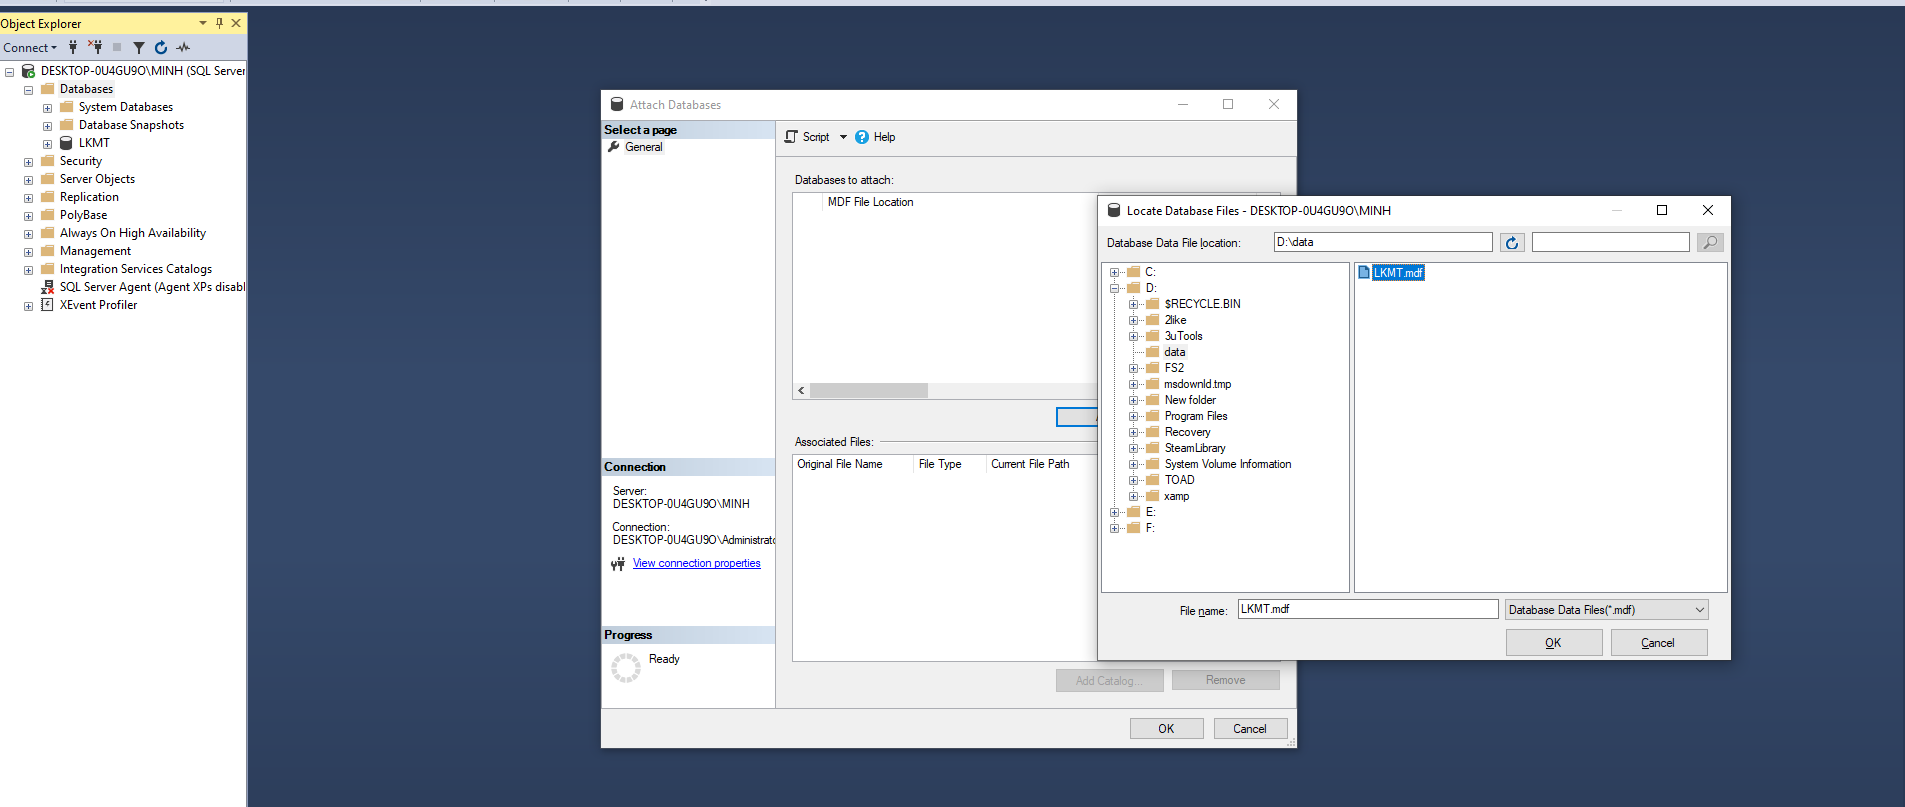 Object Explorer
Connect
DESKTOP-0U4GU9O\MINH (SQL Server
Databases
System Databases
Database Snapshots
LKMT
Security
Server Objects
Replication
PolyBase
Always On High Availability
Management
Integration Services Catalogs
SQL Server Agent (Agent XPs disabl
XEvent Profiler
Attach Databases
Select a page
General
Script
Help
Databases to attach:
MDF File Location
Associated Files:
Original File Name
File Type
Current File Path
Connection
Server:
DESKTOP-0U4GU9O\MINH
Connection:
DESKTOP-0U4GU9O\Administrato
View connection properties
Progress
Ready
Add Catalog...
Remove
OK
Cancel
Locate Database Files - DESKTOP-0U4GU9O\MINH
Database Data File location:
D:\data
C:
D:
$RECYCLE.BIN
2like
3uTools
data
FS2
msdownld.tmp
New folder
Program Files
Recovery
SteamLibrary
System Volume Information
TOAD
xamp
E:
F:
LKMT.mdf
File name:
LKMT.mdf
Database Data Files(*.mdf)
OK
Cancel